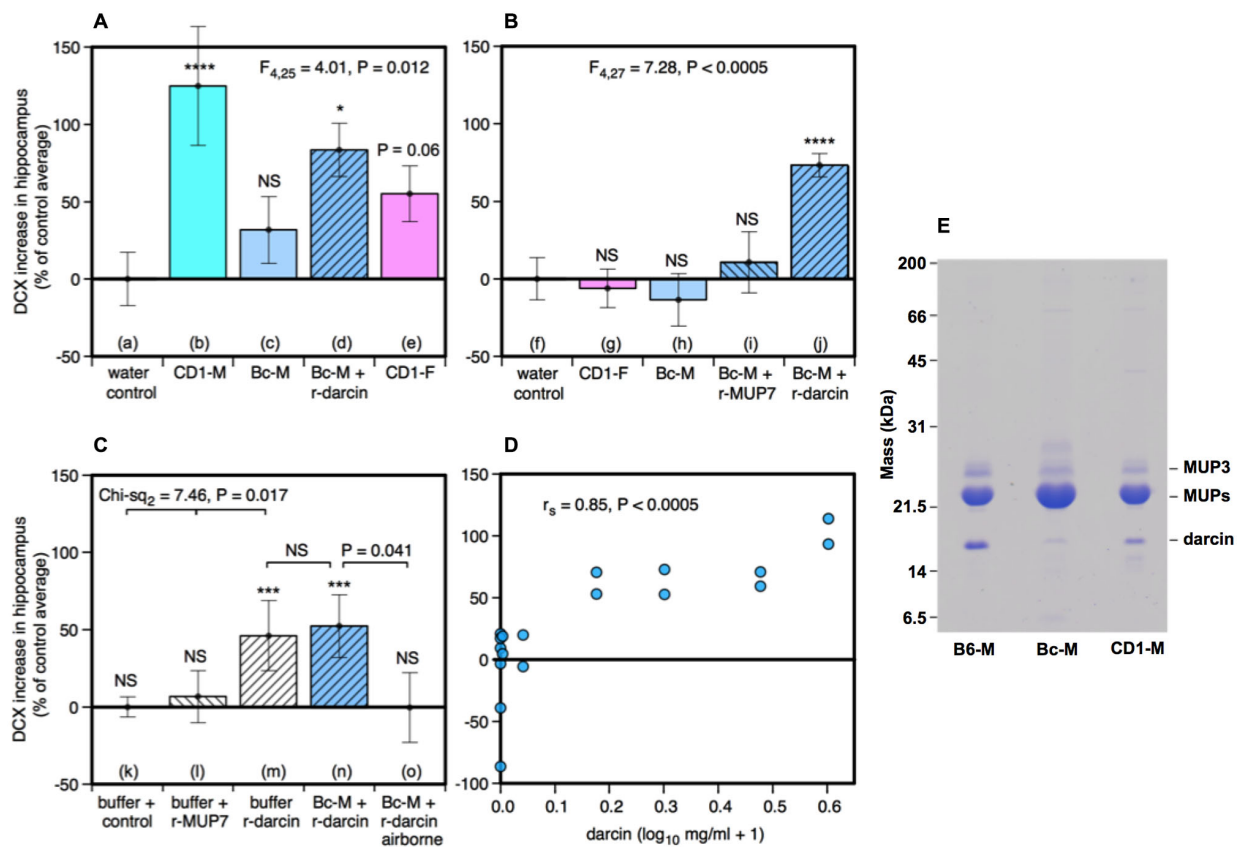 A
DCX increase in hippocampus
(% of control average)
150
100
50
0
-50
F4,25 = 4.01, P = 0.012
****
NS
*
P = 0.06
(a) (b) (c) (d) (e)
water control
CD1-M
Bc-M
Bc-M + r-darcin
CD1-F
B
150
100
50
0
-50
F4,27 = 7.28, P < 0.0005
NS
NS
NS
****
(f) (g) (h) (i) (j)
water control
CD1-F
Bc-M
Bc-M + r-MUP7
Bc-M + r-darcin
C
DCX increase in hippocampus
(% of control average)
150
100
50
0
-50
Chi-sq2 = 7.46, P = 0.017
NS
P = 0.041
NS
NS
***
***
NS
(k) (l) (m) (n) (o)
buffer + control
buffer + r-MUP7
buffer r-darcin
Bc-M + r-darcin
Bc-M + r-darcin airborne
D
150
100
50
0
-50
-100
rs = 0.85, P < 0.0005
0.0 0.1 0.2 0.3 0.4 0.5 0.6
darcin (log10 mg/ml + 1)
E
Mass (kDa)
200
66
45
31
21.5
14
6.5
MUP3
MUPs
darcin
B6-M Bc-M CD1-M